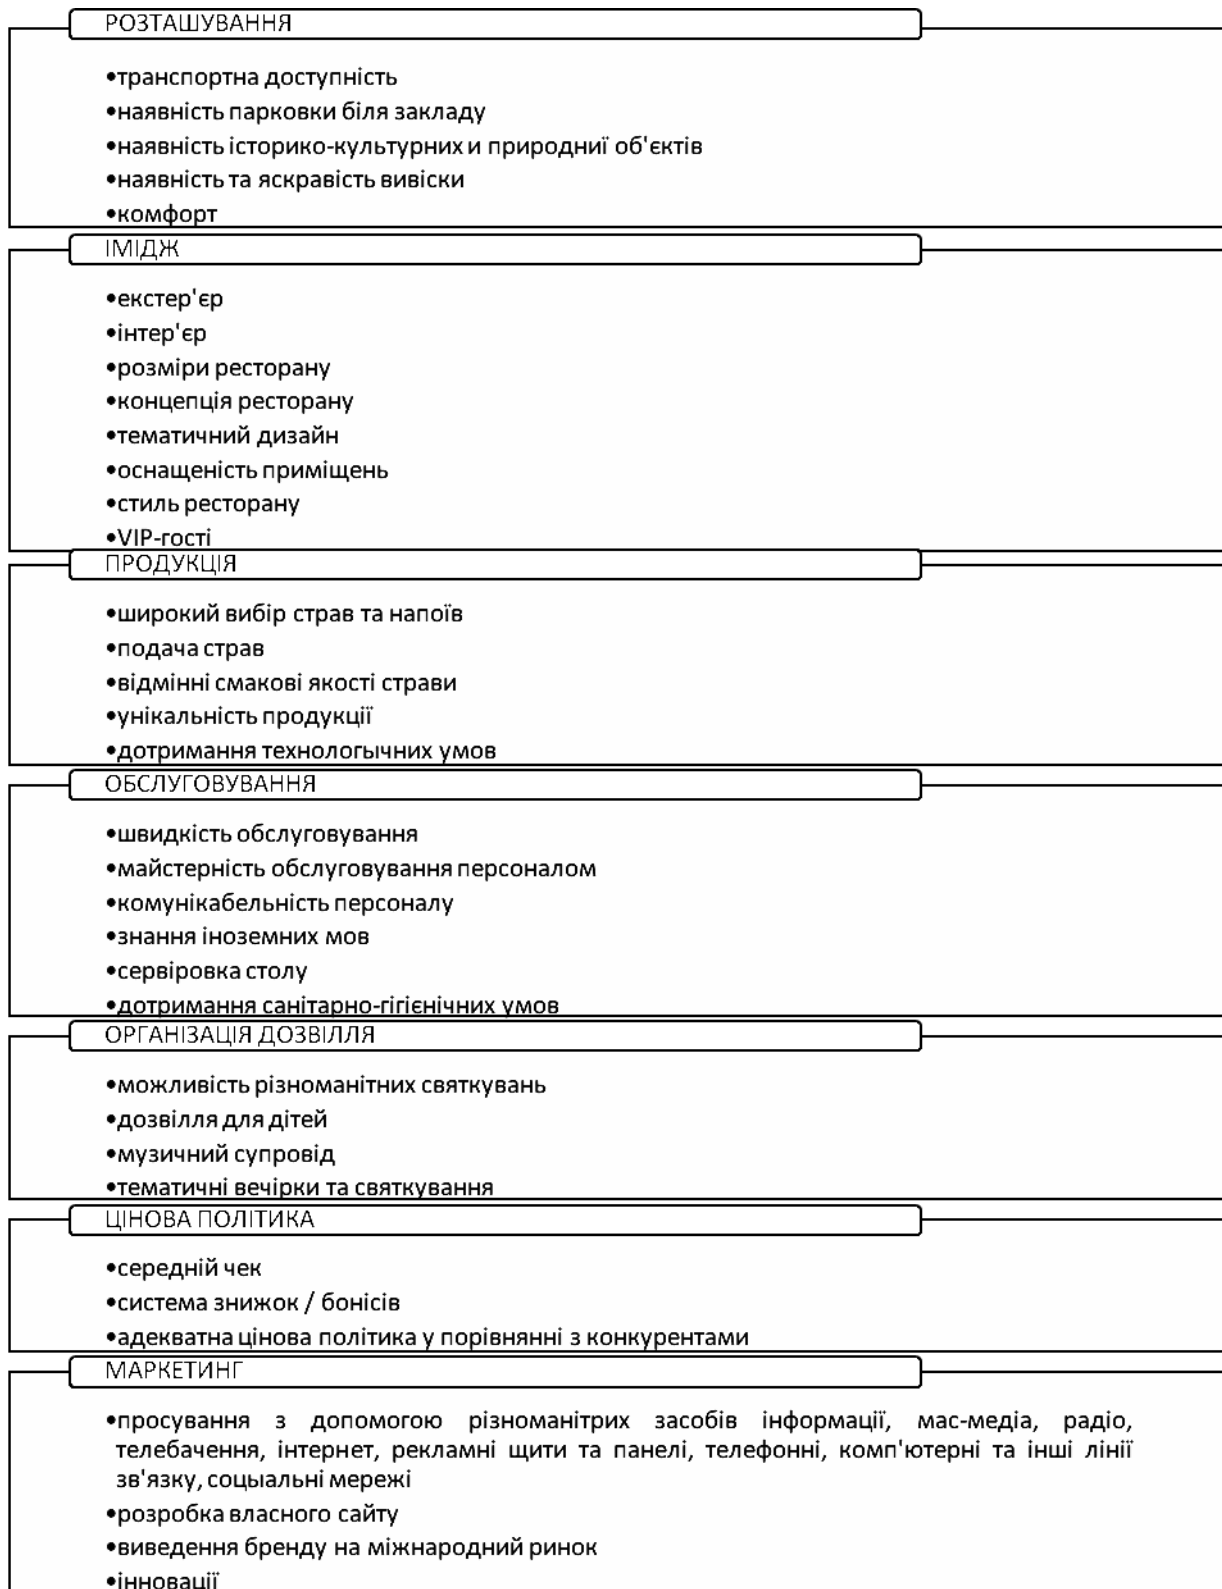 РОЗТАШУВАННЯ
•транспортна доступність
•наявність парковки біля закладу
•наявність історико-культурних и природниї об'єктів
•наявність та яскравість вивіски
•комфорт
ІМІДЖ
•екстер'єр
•інтер'єр
•розміри ресторану
•концепція ресторану
•тематичний дизайн
•оснащеність приміщень
•стиль ресторану
•VIP-гості
ПРОДУКЦІЯ
•широкий вибір страв та напоїв
•подача страв
•відмінні смакові якості страви
•унікальність продукції
•дотримання технологычних умов
ОБСЛУГОВУВАННЯ
•швидкість обслуговування
•майстерність обслуговування персоналом
•комунікабельність персоналу
•знання іноземних мов
•сервіровка столу
•дотримання санітарно-гігієнічних умов
ОРГАНІЗАЦІЯ ДОЗВІЛЛЯ
•можливість різноманітних святкувань
•дозвілля для дітей
•музичний супровід
•тематичні вечірки та святкування
ЦІНОВА ПОЛІТИКА
•середній чек
•система знижок / бонісів
•адекватна цінова політика у порівнянні з конкурентами
МАРКЕТИНГ
•просування з допомогою різноманітрих засобів інформації, мас-медіа, радіо,
телебачення, інтернет, рекламні щити та панелі, телефонні, комп'ютерні та інші лінії
зв'язку, соцыальні мережі
•розробка власного сайту
•виведення бренду на міжнародний ринок
•інновації